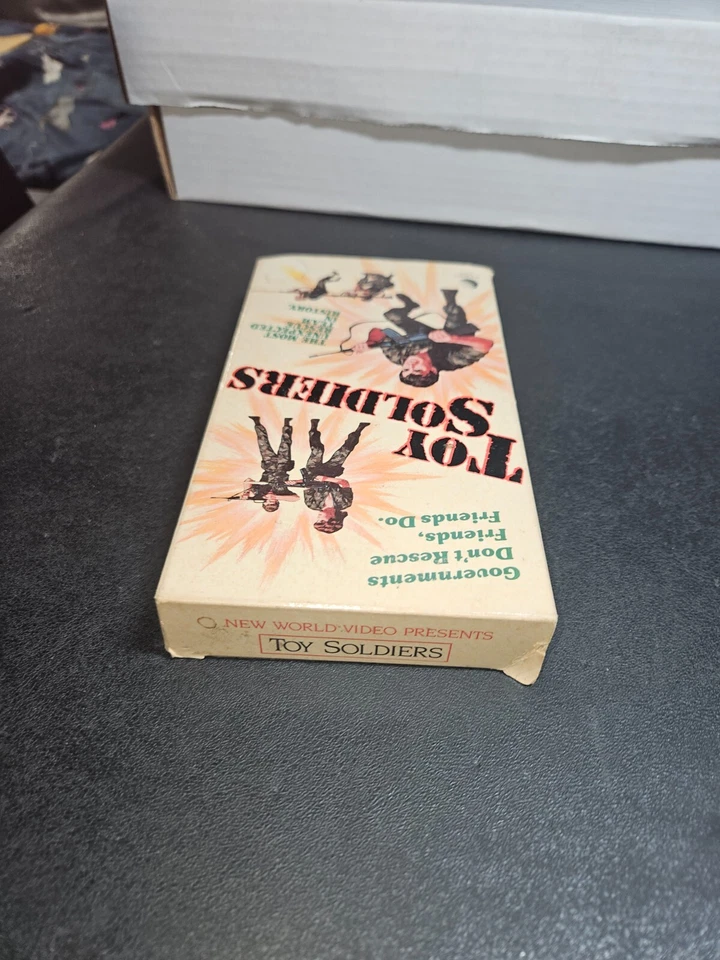 Governments
Don't Rescue
Friends,
Friends Do.
TOY
SOLDIERS
THE MOST
UNEXPECTED
RESCUE
TEAM
IN
HISTORY.
NEW WORLD VIDEO PRESENTS
TOY SOLDIERS